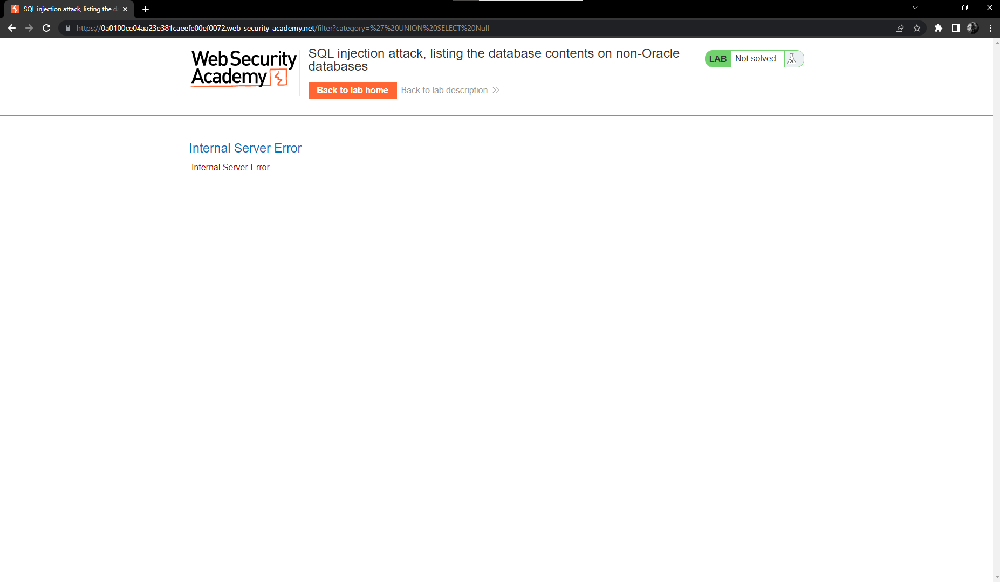 SQL injection attack, listing the d
https://0a0100ce04aa23e381caeefe00ef0072.web-security-academy.net/filter?category=%27%20UNION%20SELECT%20Null--
Web Security
Academy
SQL injection attack, listing the database contents on non-Oracle
databases
Back to lab home
Back to lab description
LAB
Not solved
Internal Server Error
Internal Server Error